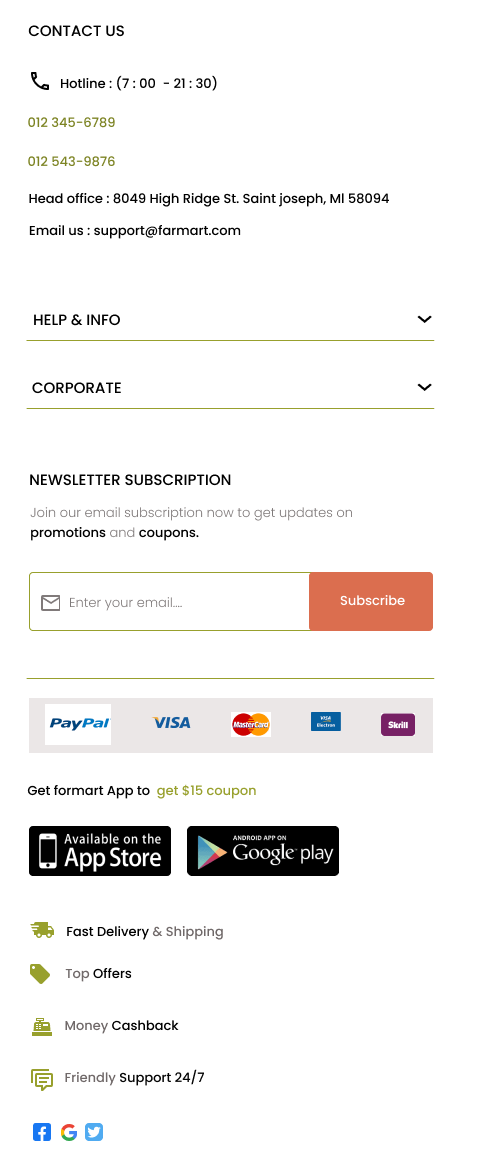 CONTACT US
Hotline : (7 : 00 - 21 : 30)
012 345-6789
012 543-9876
Head office : 8049 High Ridge St. Saint joseph, MI 58094
Email us : support@farmart.com
HELP & INFO
CORPORATE
NEWSLETTER SUBSCRIPTION
Join our email subscription now to get updates on
promotions and coupons.
Enter your email.... Subscribe
PayPal VISA MasterCard VISA Electron Skrill
Get formart App to get $15 coupon
Available on the
App Store
ANDROID APP ON
Google play
Fast Delivery & Shipping
Top Offers
Money Cashback
Friendly Support 24/7